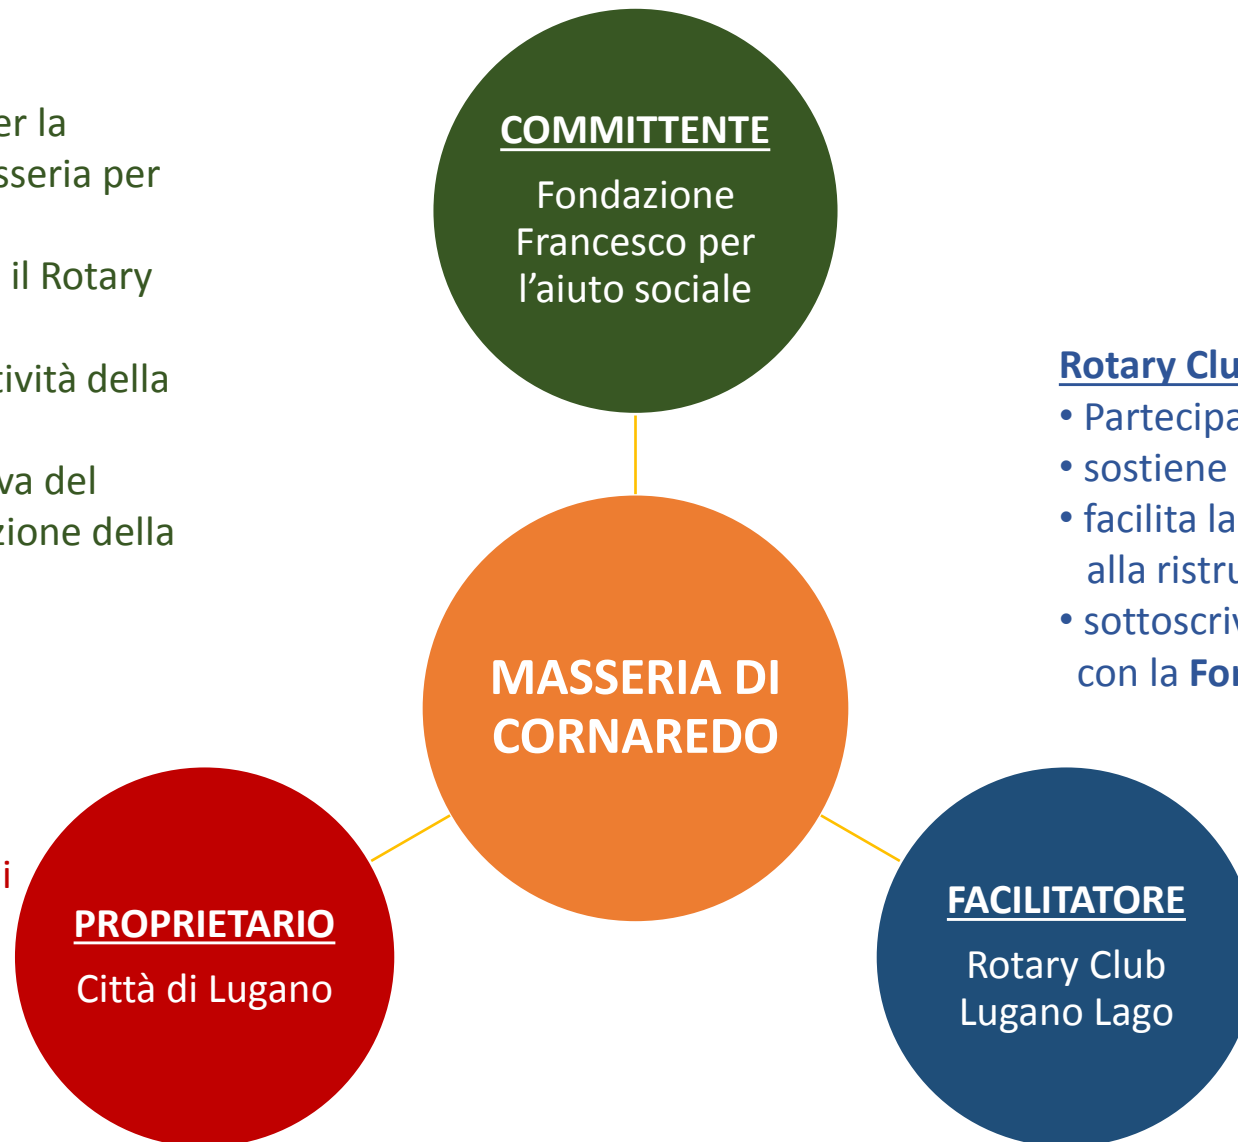 er la
sseria per
il Rotary
tività della
va del
zione della
COMMITTENTE
Fondazione
Francesco per
l’aiuto sociale
Rotary Clu
• Partecipa
• sostiene
• facilita la
alla ristru
• sottoscriv
con la For
MASSERIA DI
CORNAREDO
i
PROPRIETARIO
Città di Lugano
FACILITATORE
Rotary Club
Lugano Lago